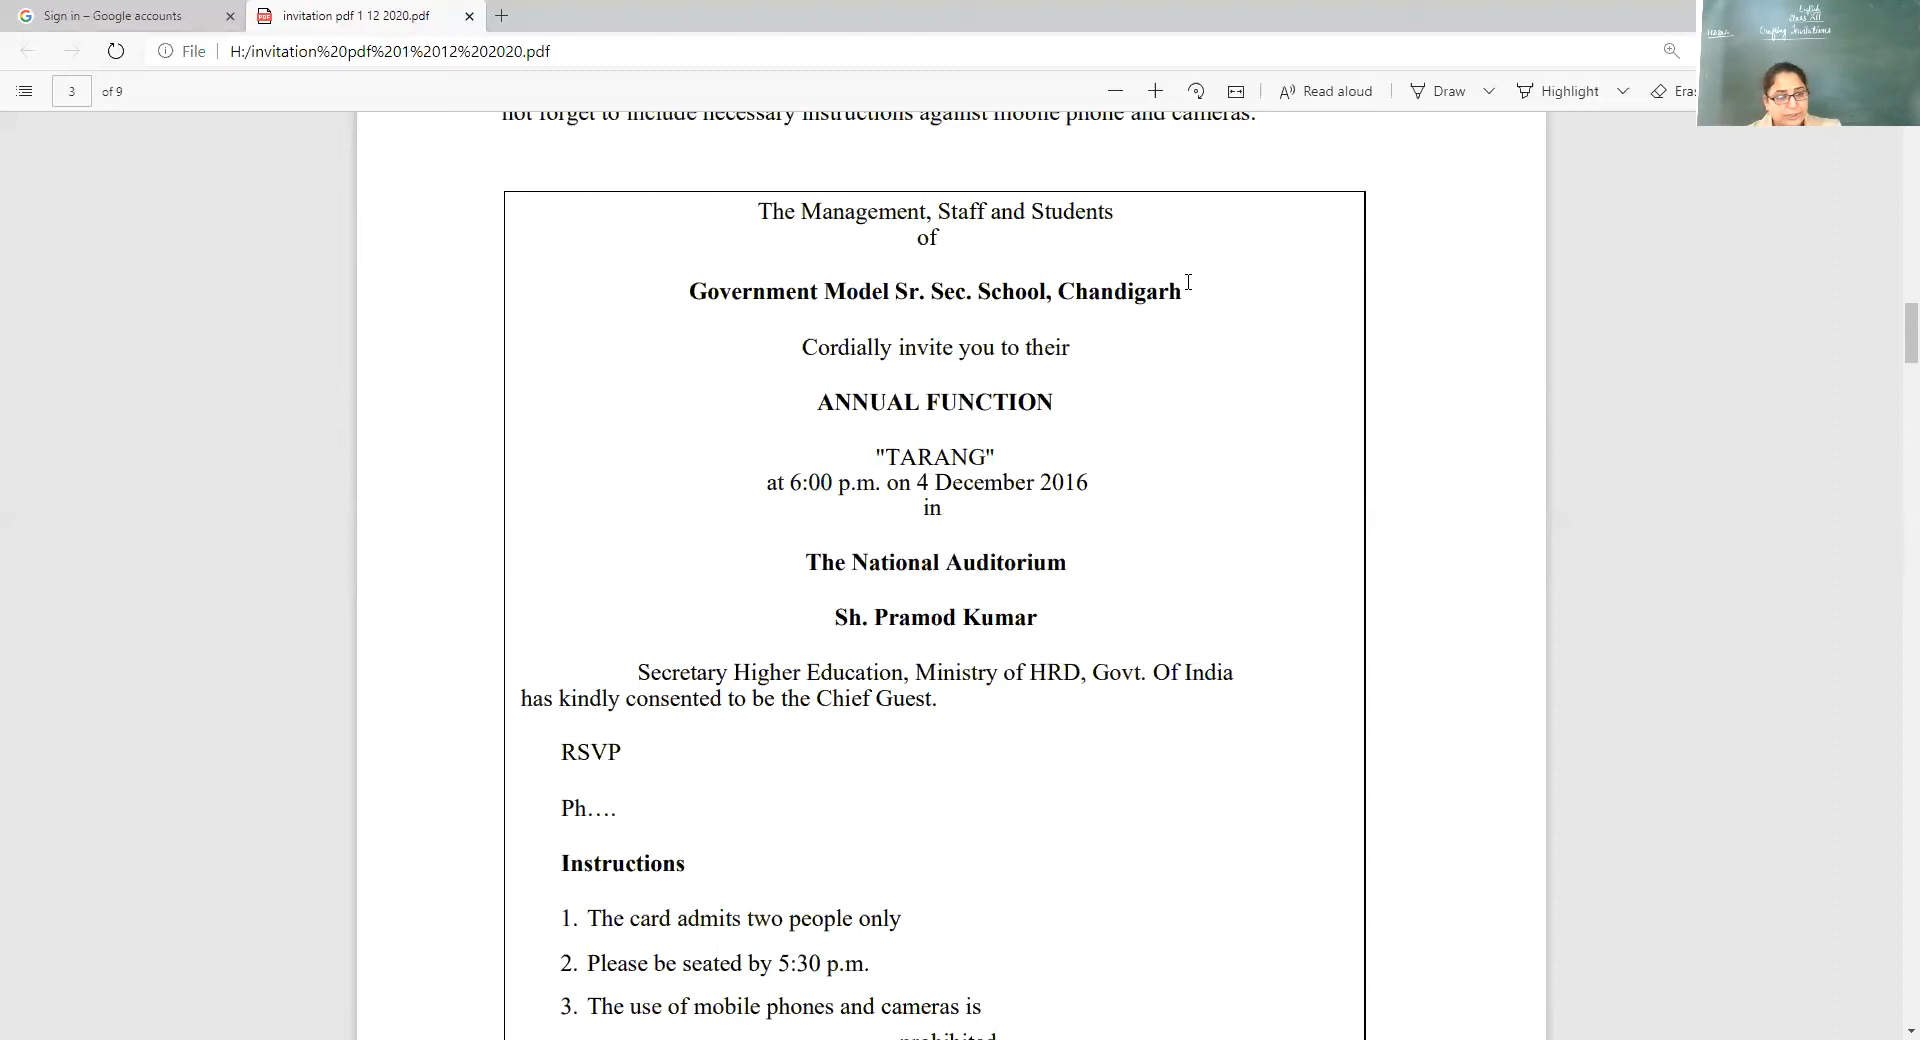 Sign in – Google accounts
invitation pdf 1 12 2020.pdf
File
H:/invitation%20pdf%201%2012%202020.pdf
3 of 9
Read aloud
Draw
Highlight
Eras
English
Class XII
Drafting Invitations
not forget to include necessary instructions against mobile phone and cameras.
The Management, Staff and Students
of
Government Model Sr. Sec. School, Chandigarh
Cordially invite you to their
ANNUAL FUNCTION
"TARANG"
at 6:00 p.m. on 4 December 2016
in
The National Auditorium
Sh. Pramod Kumar
Secretary Higher Education, Ministry of HRD, Govt. Of India
has kindly consented to be the Chief Guest.
RSVP
Ph….
Instructions
1. The card admits two people only
2. Please be seated by 5:30 p.m.
3. The use of mobile phones and cameras is
prohibited